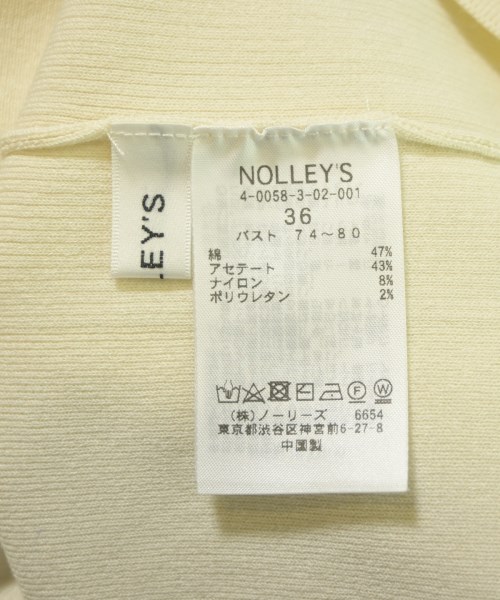 LEY'S
NOLLEY'S
4-0058-3-02-001
36
バスト 74～80
綿 47%
アセテート 43%
ナイロン 8%
ポリウレタン 2%
(株)ノーリーズ 6654
東京都渋谷区神宮前6-27-8
中国製